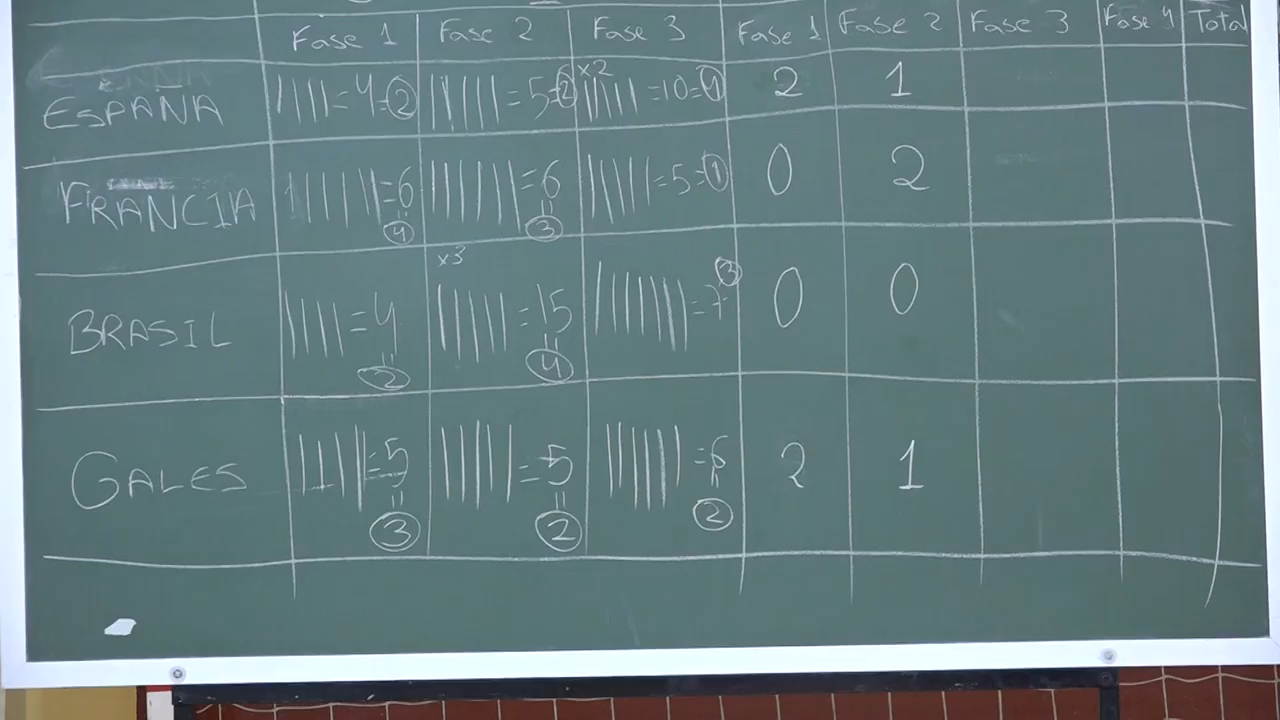 Fase 1 Fase 2 Fase 3 Fase 1 Fase 2 Fase 3 Fase 4 Total
x2
ESPAÑA = 4 = 2 = 5 = 2 = 10 = 4 2 1
FRANCIA = 6 = 4 = 6 = 3 = 5 = 1 0 2
x3
BRASIL = 4 = 2 = 15 = 4 = 7 3 0 0
GALES = 5 = 3 = 5 = 2 = 6 = 2 2 1